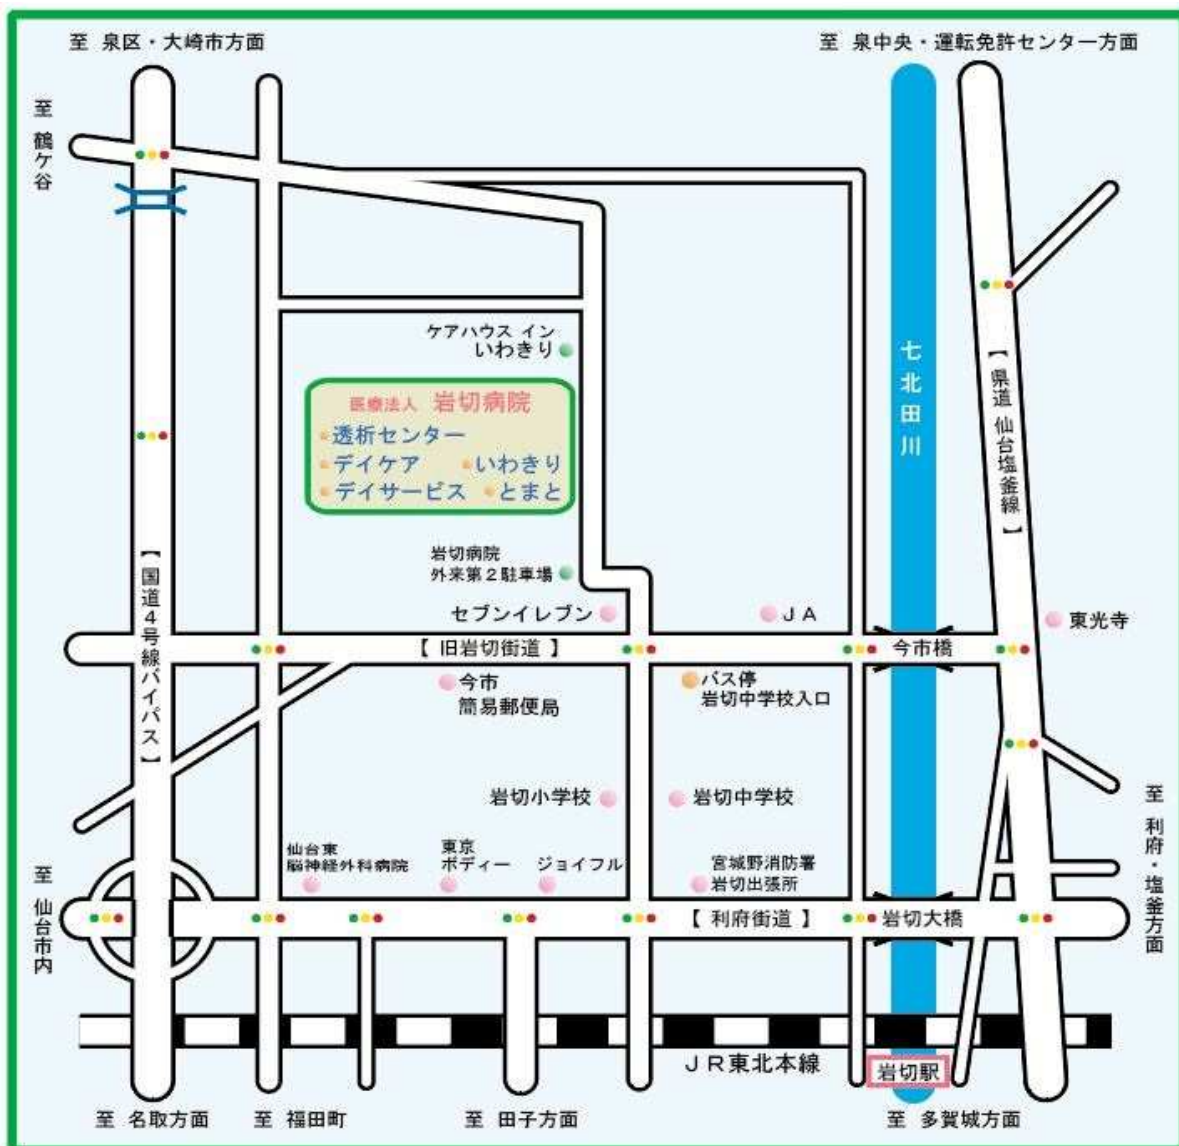 至 泉区・大崎市方面
至 泉中央・運転免許センター方面
至 鶴ケ谷
ケアハウス イン
いわきり
医療法人 岩切病院
透析センター
デイケア いわきり
デイサービス とまと
七北田川
【 県道 仙台塩釜線 】
【 国道4号線バイパス 】
岩切病院
外来第2駐車場
セブンイレブン
JA
東光寺
【 旧岩切街道 】
今市橋
今市
簡易郵便局
バス停
岩切中学校入口
岩切小学校
岩切中学校
至 利府・塩釜方面
仙台東
脳神経外科病院
東京
ボディー
ジョイフル
宮城野消防署
岩切出張所
至 仙台市内
【 利府街道 】
岩切大橋
JR東北本線
岩切駅
至 名取方面
至 福田町
至 田子方面
至 多賀城方面